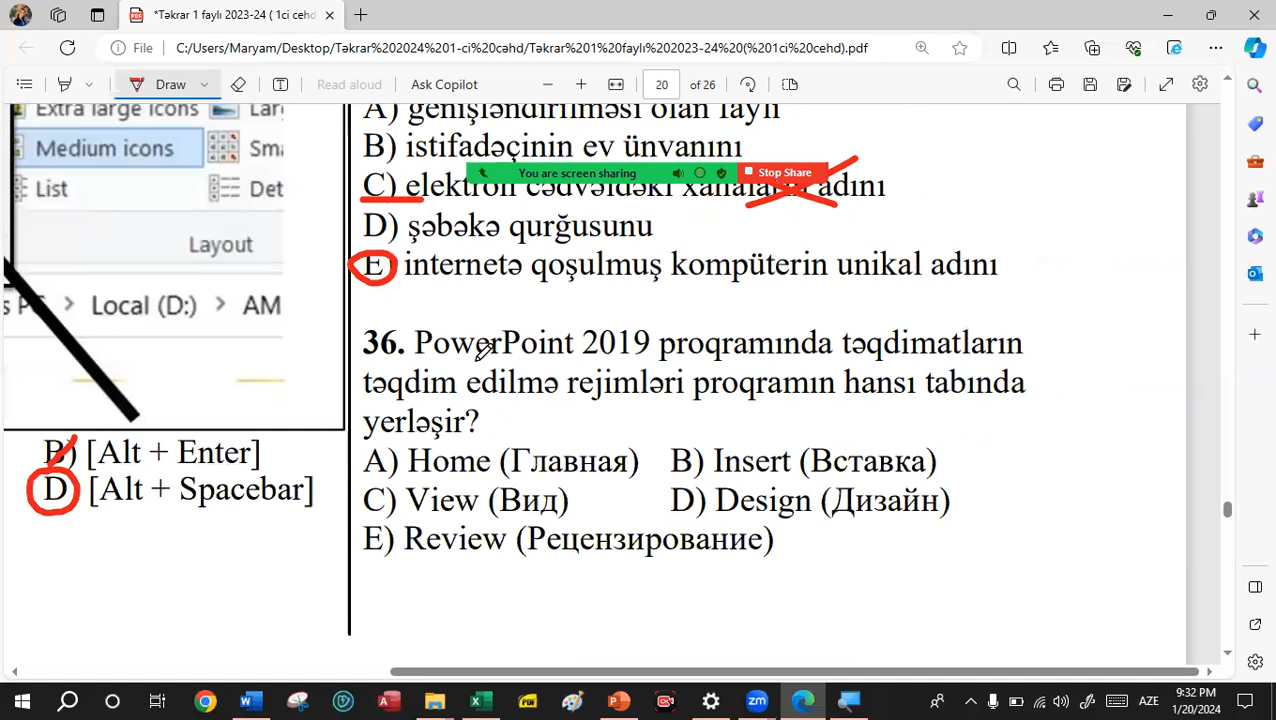 *Təkrar 1 faylı 2023-24 ( 1ci cehd
File
C:/Users/Maryam/Desktop/Təkrar%202024%201-ci%20cəhd/Təkrar%201%20faylı%202023-24%20(%201ci%20cehd).pdf
Draw
Read aloud
Ask Copilot
20 of 26
Extra large icons
Medium icons
List
Layout
Local (D:) > AM
B) [Alt + Enter]
D) [Alt + Spacebar]
A) genişləndirilməsi olan faylı
B) istifadəçinin ev ünvanını
You are screen sharing
Stop Share
C) elektron cədvəldəki xanaların adını
D) şəbəkə qurğusunu
E) internetə qoşulmuş kompüterin unikal adını
36. PowerPoint 2019 proqramında təqdimatların
təqdim edilmə rejimləri proqramın hansı tabında
yerləşir?
A) Home (Главная) B) Insert (Вставка)
C) View (Вид) D) Design (Дизайн)
E) Review (Рецензирование)
AZE
9:32 PM
1/20/2024